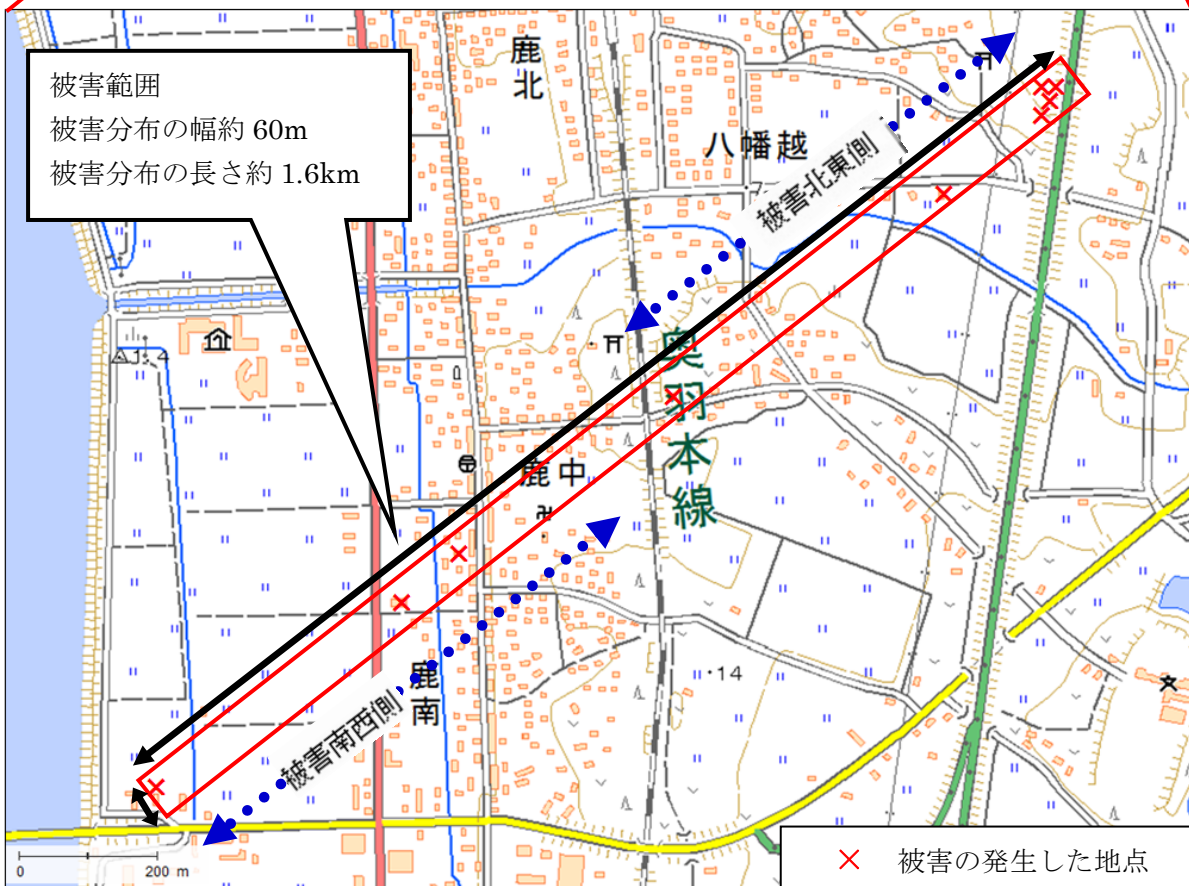 被害範囲
被害分布の幅約 60m
被害分布の長さ約 1.6km
鹿北
八幡越
被害北東側
奥羽本線
1.4
鹿中
鹿南
被害南西側
14
0
200 m
× 被害の発生した地点